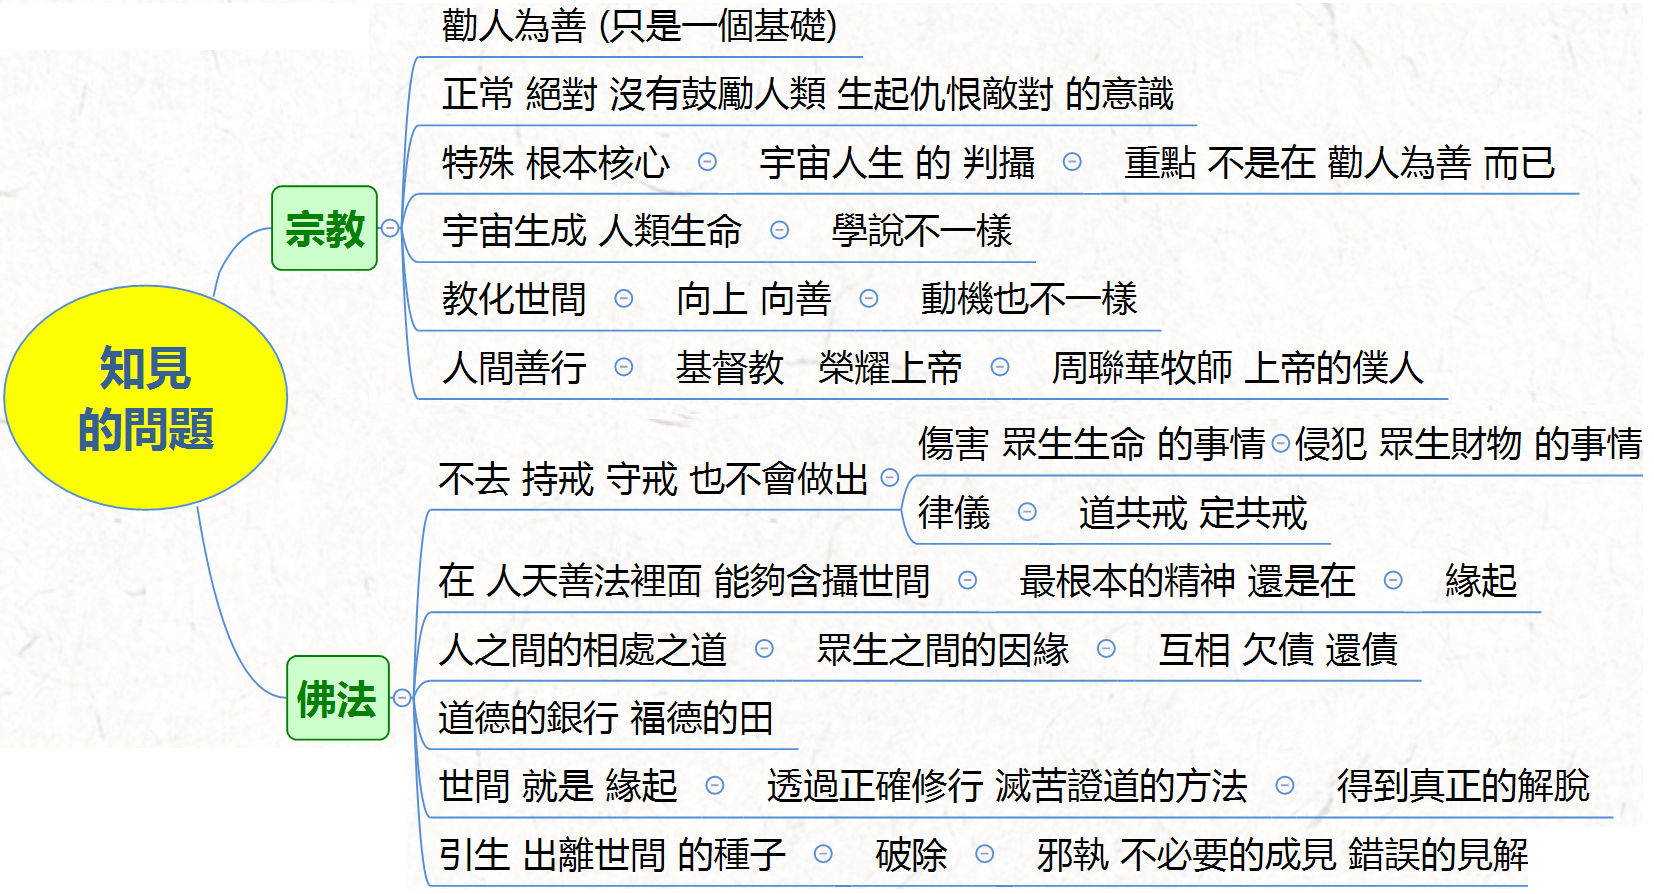 知見
的問題
宗教
勸人為善 (只是一個基礎)
正常 絕對 沒有鼓勵人類 生起仇恨敵對 的意識
特殊 根本核心 宇宙人生 的 判攝 重點 不是在 勸人為善 而已
宇宙生成 人類生命 學說不一樣
教化世間 向上 向善 動機也不一樣
人間善行 基督教 榮耀上帝 周聯華牧師 上帝的僕人
佛法
不去 持戒 守戒 也不會做出
傷害 眾生生命 的事情 侵犯 眾生財物 的事情
律儀 道共戒 定共戒
在 人天善法裡面 能夠含攝世間 最根本的精神 還是在 緣起
人之間的相處之道 眾生之間的因緣 互相 欠債 還債
道德的銀行 福德的田
世間 就是 緣起 透過正確修行 滅苦證道的方法 得到真正的解脫
引生 出離世間 的種子 破除 邪執 不必要的成見 錯誤的見解